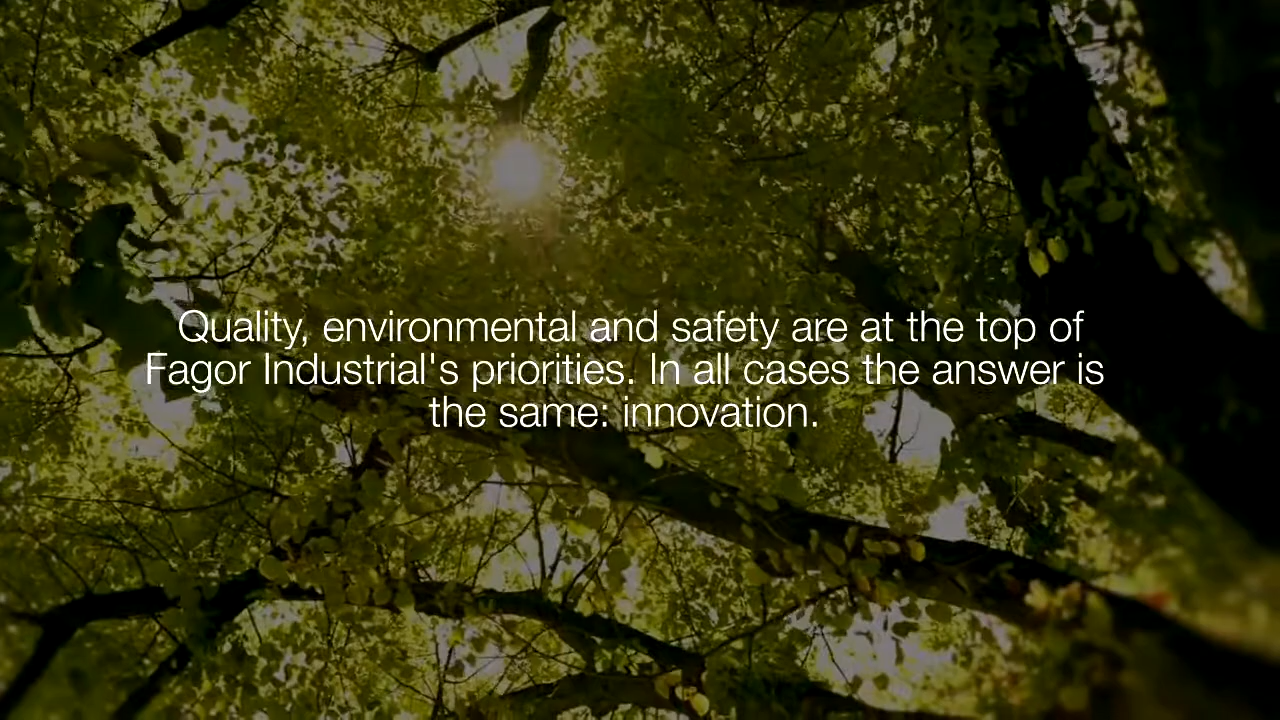 Quality, environmental and safety are at the top of
Fagor Industrial's priorities. In all cases the answer is
the same: innovation.